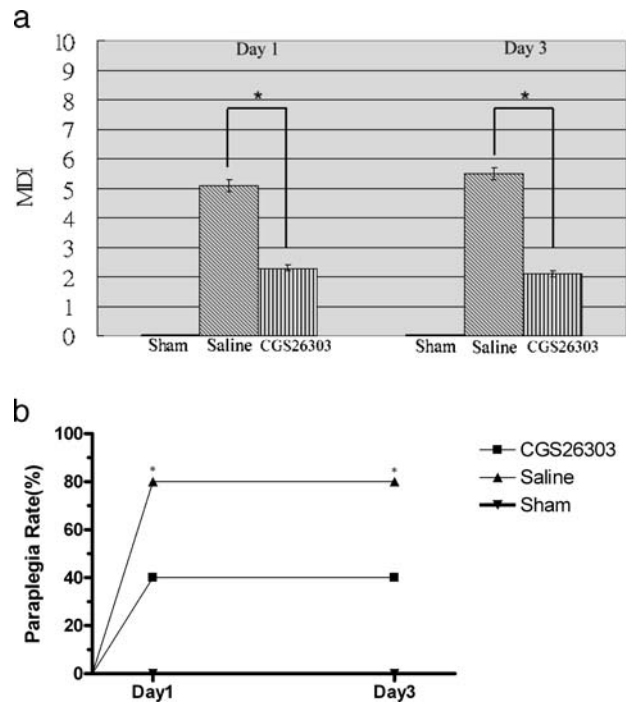 a
Day 1
Day 3
10
9
8
7
6
5
4
3
2
1
0
MDI
*
*
Sham Saline CGS26303
Sham Saline CGS26303
b
100
80
60
40
20
0
Paraplegia Rate(%)
*
*
Day1
Day3
CGS26303
Saline
Sham